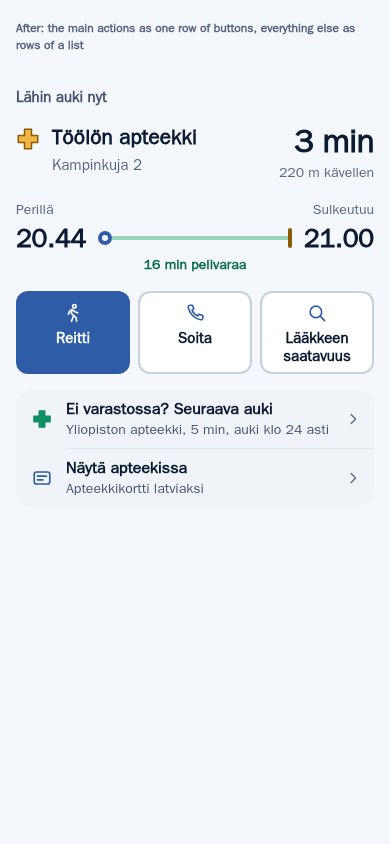 After: the main actions as one row of buttons, everything else as
rows of a list
Lähin auki nyt
Töölön apteekki
3 min
Kampinkuja 2
220 m kävellen
Perillä
Sulkeutuu
20.44
21.00
16 min pelivaraa
Reitti
Soita
Lääkkeen
saatavuus
Ei varastossa? Seuraava auki
Yliopiston apteekki, 5 min, auki klo 24 asti
Näytä apteekissa
Apteekkikortti latviaksi